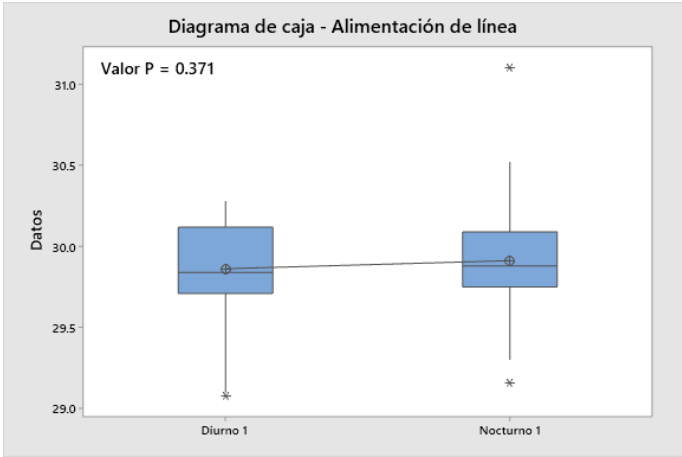 Diagrama de caja - Alimentación de línea
Valor P = 0.371
31.0
30.5
30.0
29.5
29.0
Datos
Diurno 1
Nocturno 1